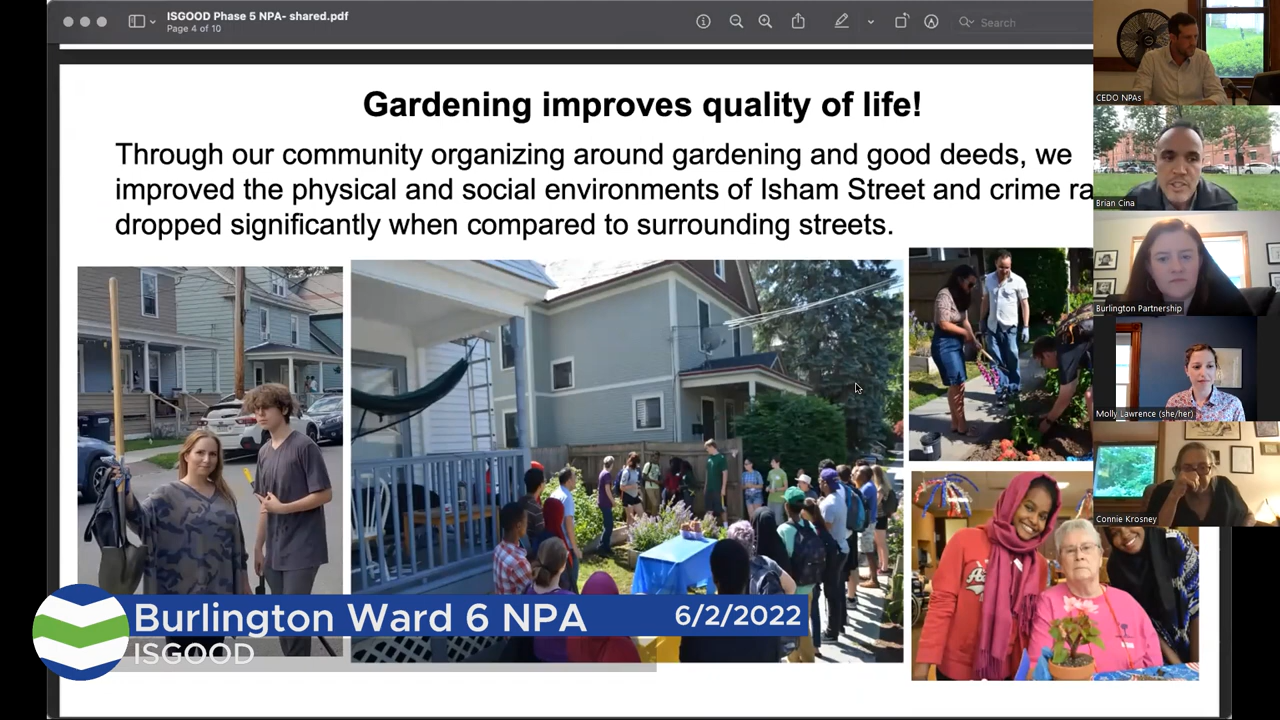 ISGOOD Phase 5 NPA- shared.pdf
Page 4 of 10
Search
Gardening improves quality of life!
Through our community organizing around gardening and good deeds, we
improved the physical and social environments of Isham Street and crime ra
dropped significantly when compared to surrounding streets.
CEDO NPAs
Brian Cina
Burlington Partnership
Molly Lawrence (she/her)
Connie Krosney
Burlington Ward 6 NPA
6/2/2022
ISGOOD